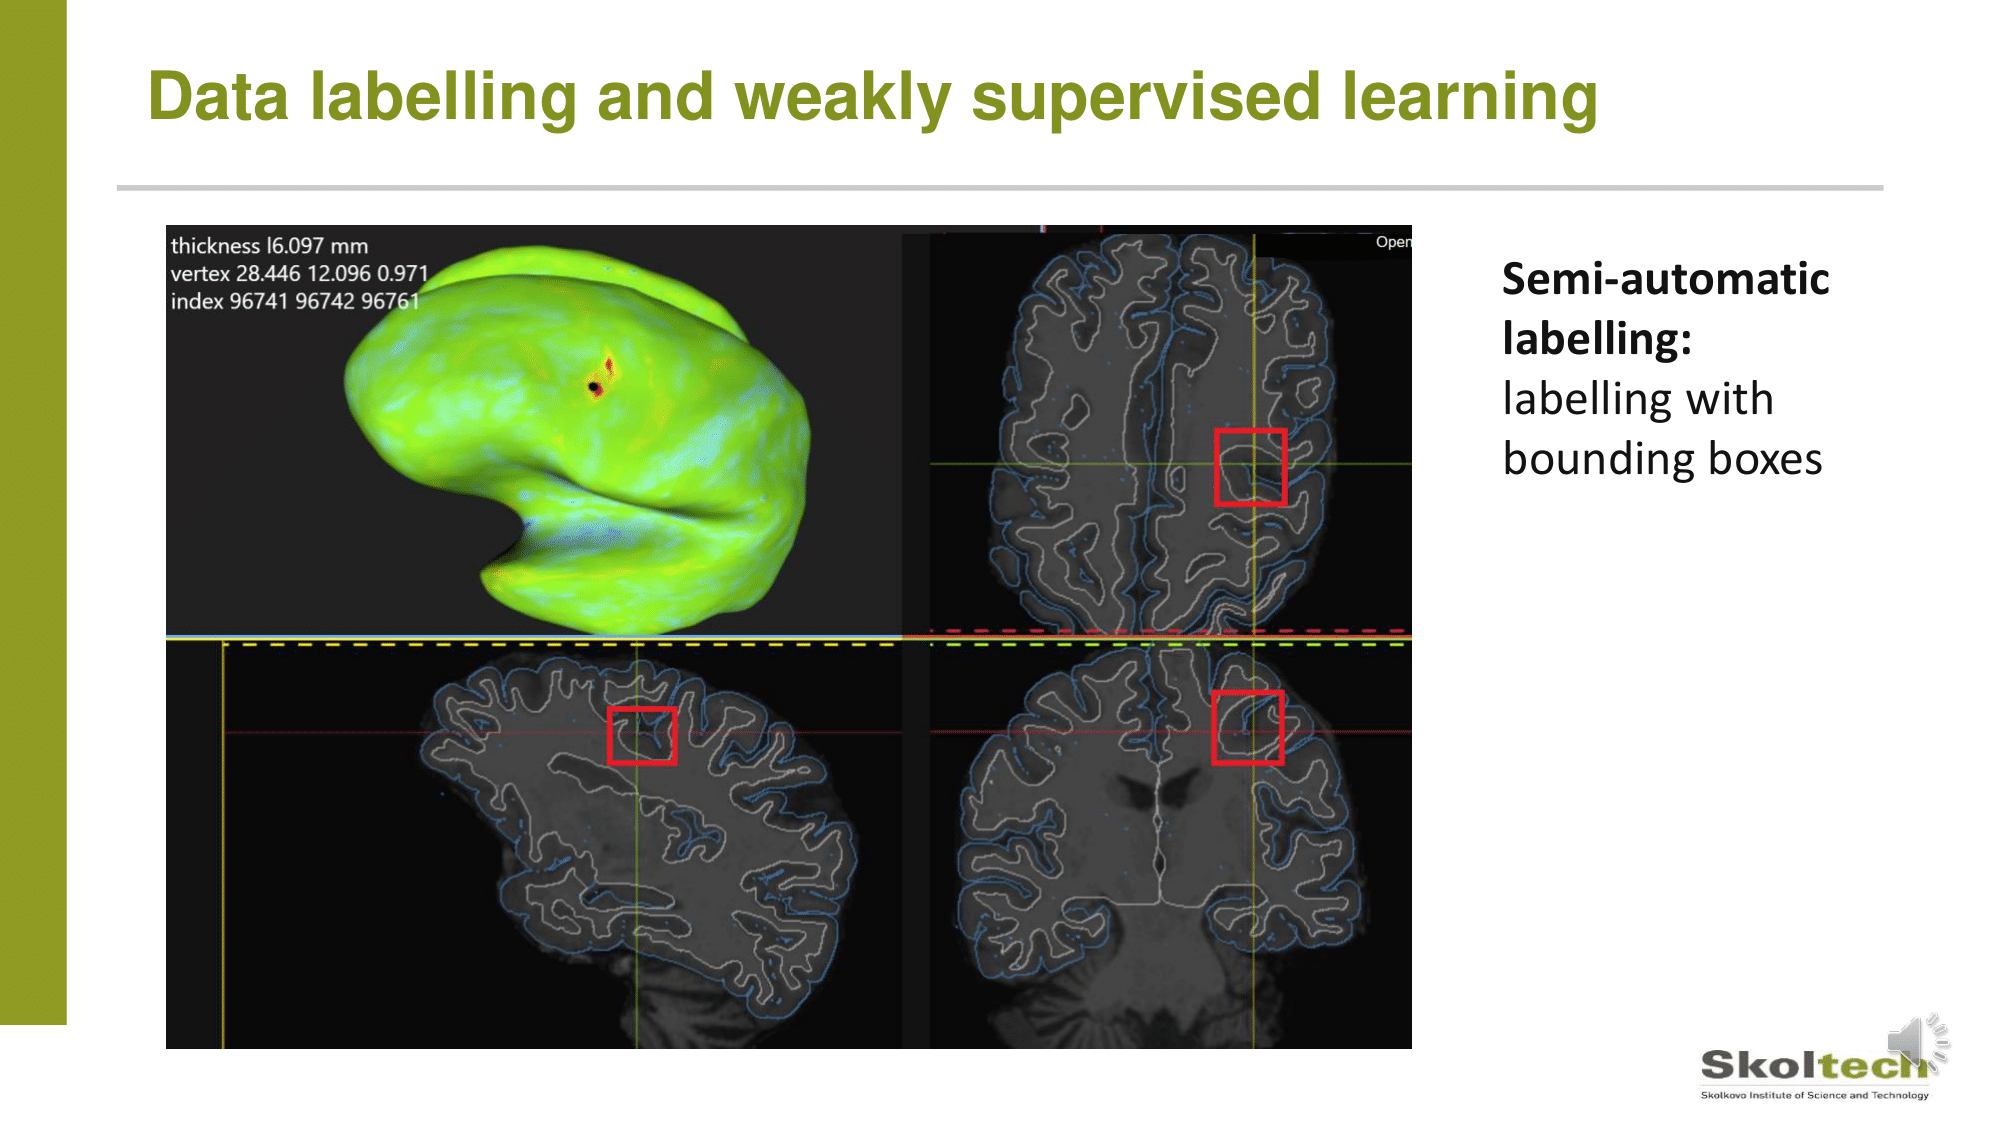 Data labelling and weakly supervised learning
thickness l6.097 mm
vertex 28.446 12.096 0.971
index 96741 96742 96761
Open
Semi-automatic
labelling:
labelling with
bounding boxes
Skoltech
Skolkovo Institute of Science and Technology